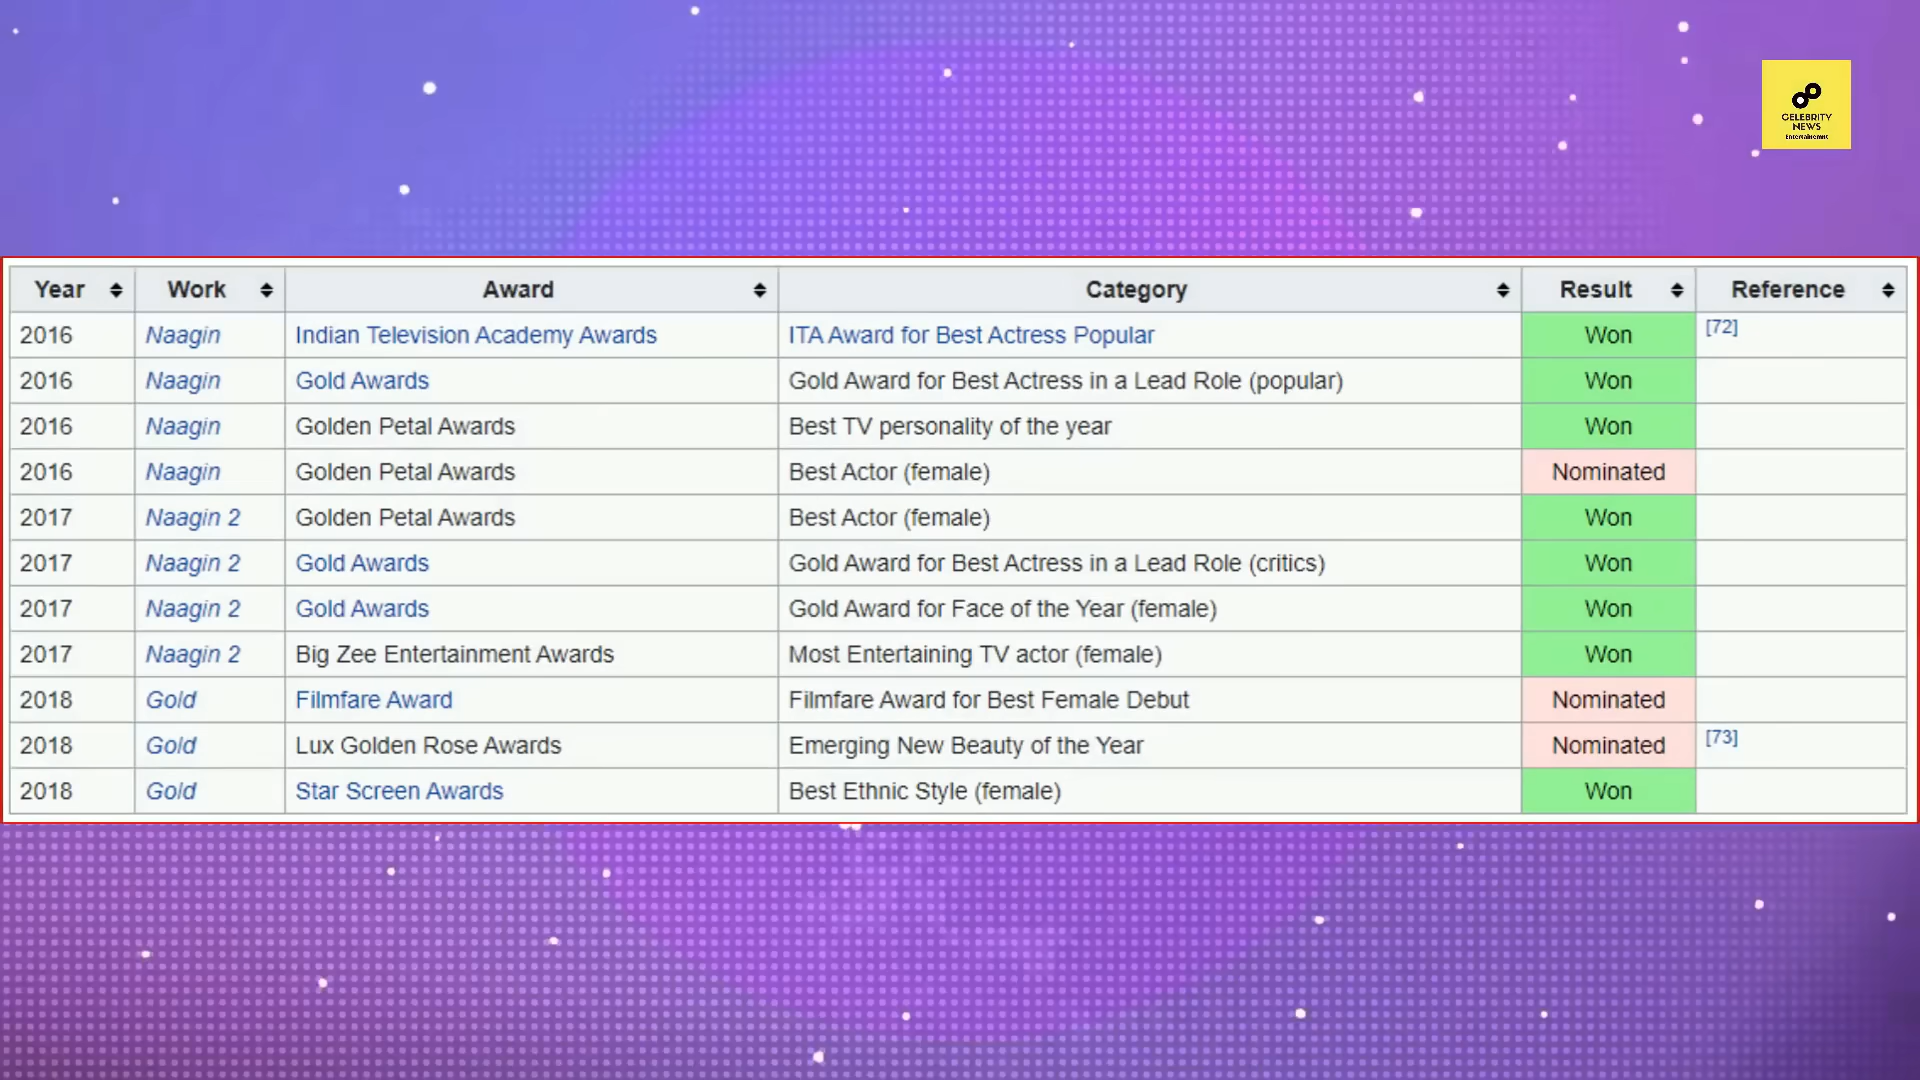 CELEBRITY
NEWS
Entertainemnt
Year Work Award Category Result Reference
2016 Naagin Indian Television Academy Awards ITA Award for Best Actress Popular Won [72]
2016 Naagin Gold Awards Gold Award for Best Actress in a Lead Role (popular) Won
2016 Naagin Golden Petal Awards Best TV personality of the year Won
2016 Naagin Golden Petal Awards Best Actor (female) Nominated
2017 Naagin 2 Golden Petal Awards Best Actor (female) Won
2017 Naagin 2 Gold Awards Gold Award for Best Actress in a Lead Role (critics) Won
2017 Naagin 2 Gold Awards Gold Award for Face of the Year (female) Won
2017 Naagin 2 Big Zee Entertainment Awards Most Entertaining TV actor (female) Won
2018 Gold Filmfare Award Filmfare Award for Best Female Debut Nominated
2018 Gold Lux Golden Rose Awards Emerging New Beauty of the Year Nominated [73]
2018 Gold Star Screen Awards Best Ethnic Style (female) Won